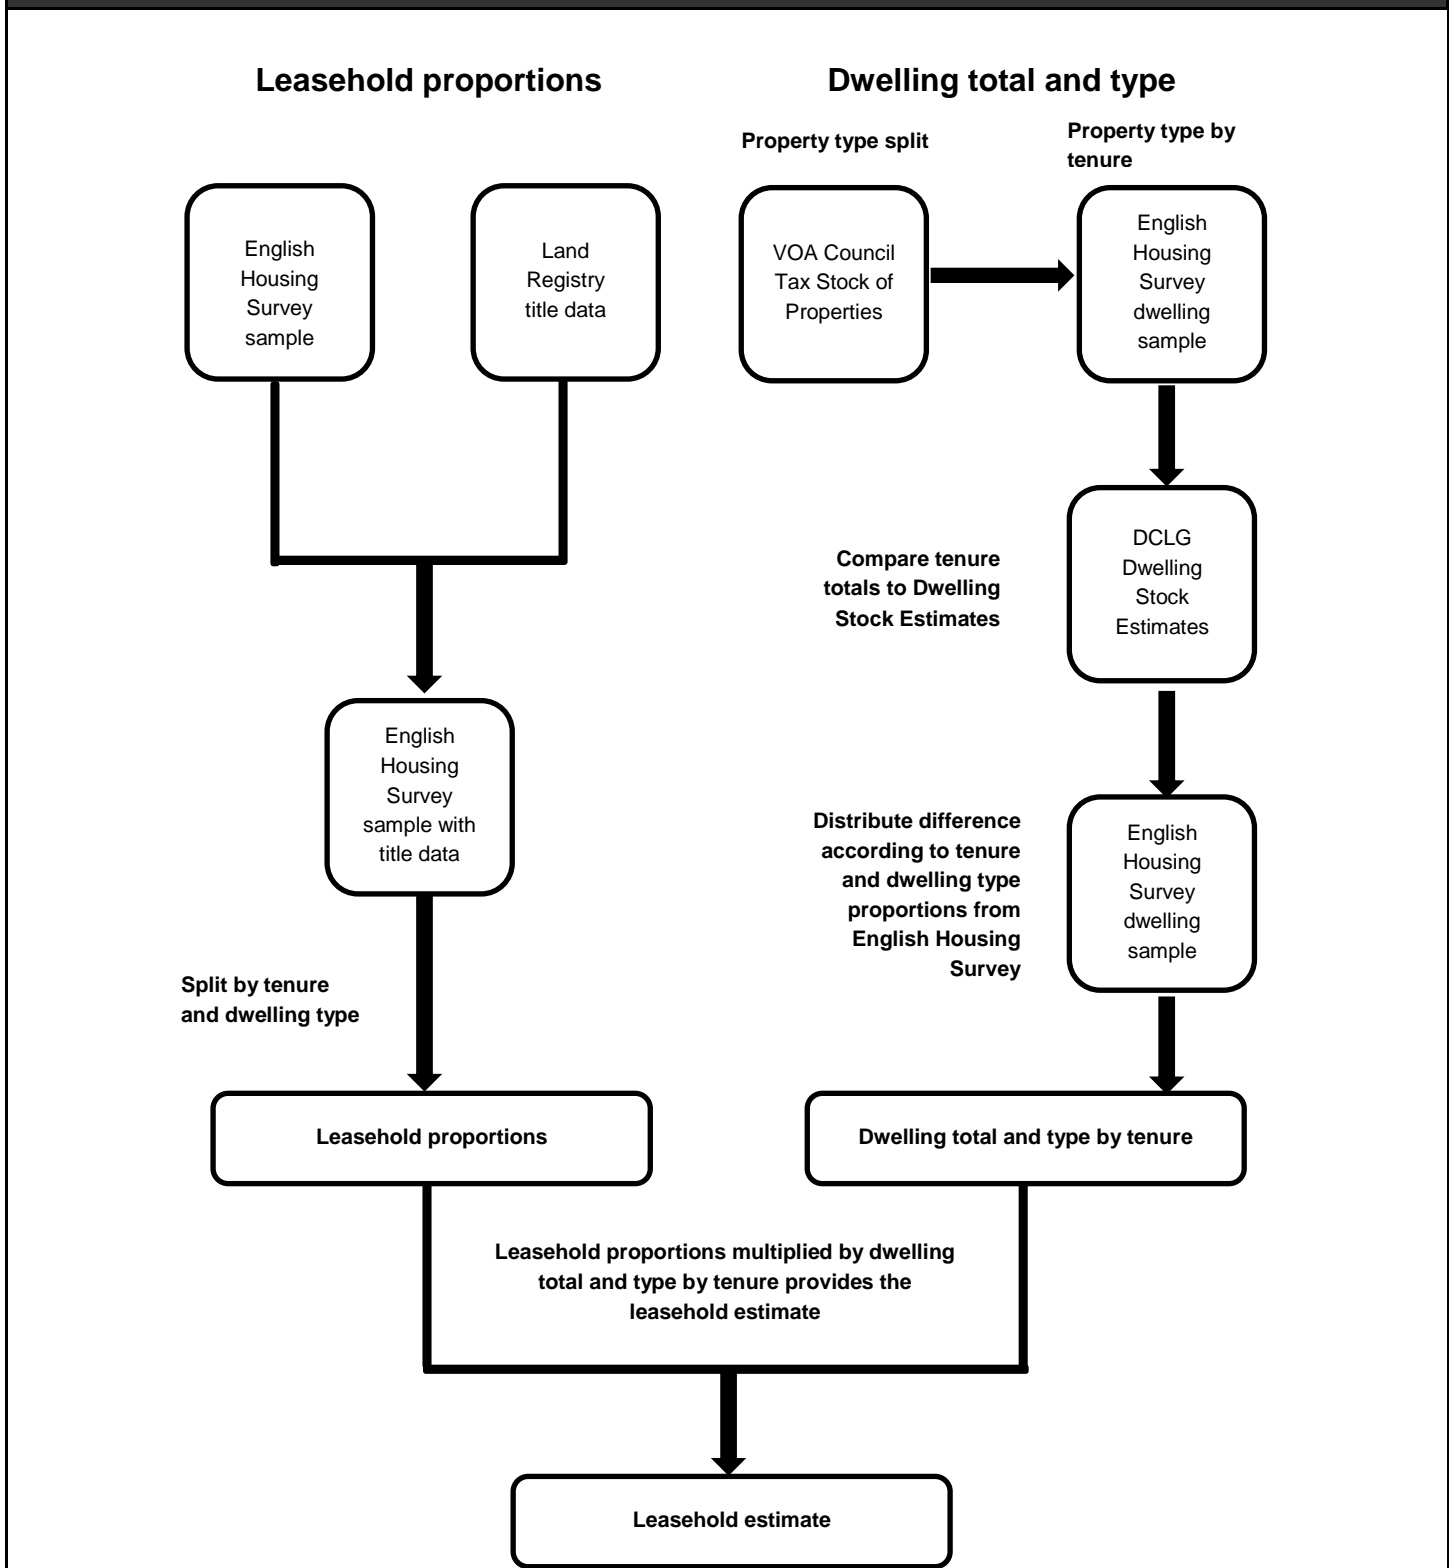 Leasehold proportions
Dwelling total and type
Property type split
Property type by
tenure
English
Housing
Survey
sample
Land
Registry
title data
VOA Council
Tax Stock of
Properties
English
Housing
Survey
dwelling
sample
Compare tenure
totals to Dwelling
Stock Estimates
DCLG
Dwelling
Stock
Estimates
English
Housing
Survey
sample with
title data
Distribute difference
according to tenure
and dwelling type
proportions from
English Housing
Survey
English
Housing
Survey
dwelling
sample
Split by tenure
and dwelling type
Leasehold proportions
Dwelling total and type by tenure
Leasehold proportions multiplied by dwelling
total and type by tenure provides the
leasehold estimate
Leasehold estimate